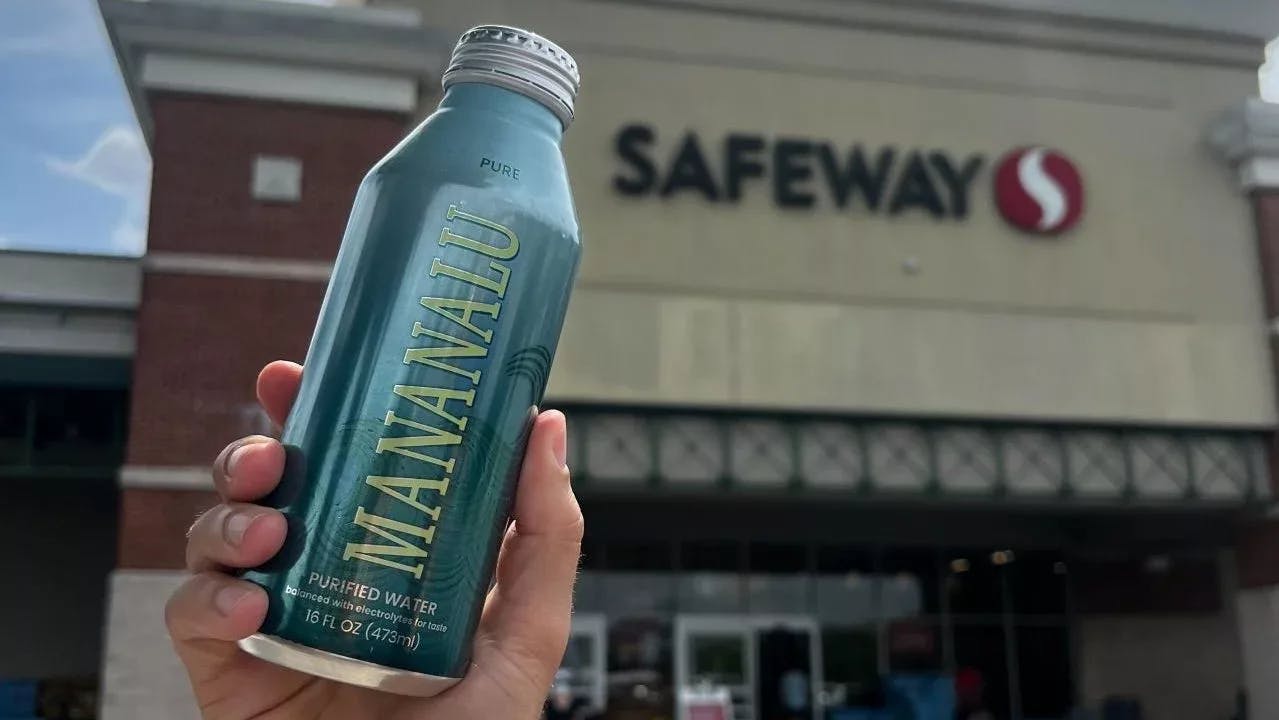 PURE
MANANALU
PURIFIED WATER
balanced with electrolytes for taste
16 FL OZ (473ml)
SAFEWAY